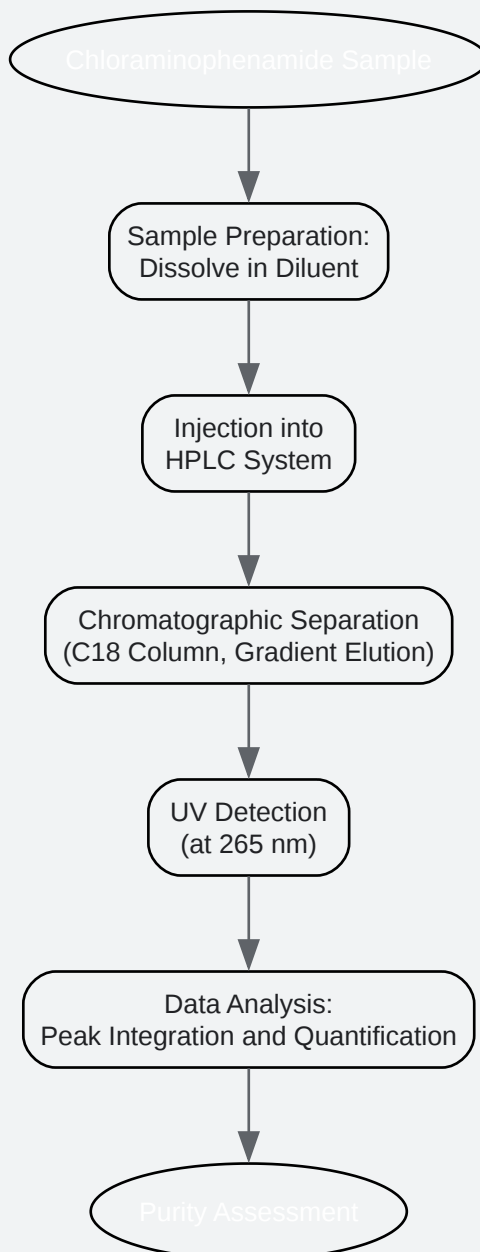 Chloraminophenamide Sample
Sample Preparation:
Dissolve in Diluent
Injection into
HPLC System
Chromatographic Separation
(C18 Column, Gradient Elution)
UV Detection
(at 265 nm)
Data Analysis:
Peak Integration and Quantification
Purity Assessment